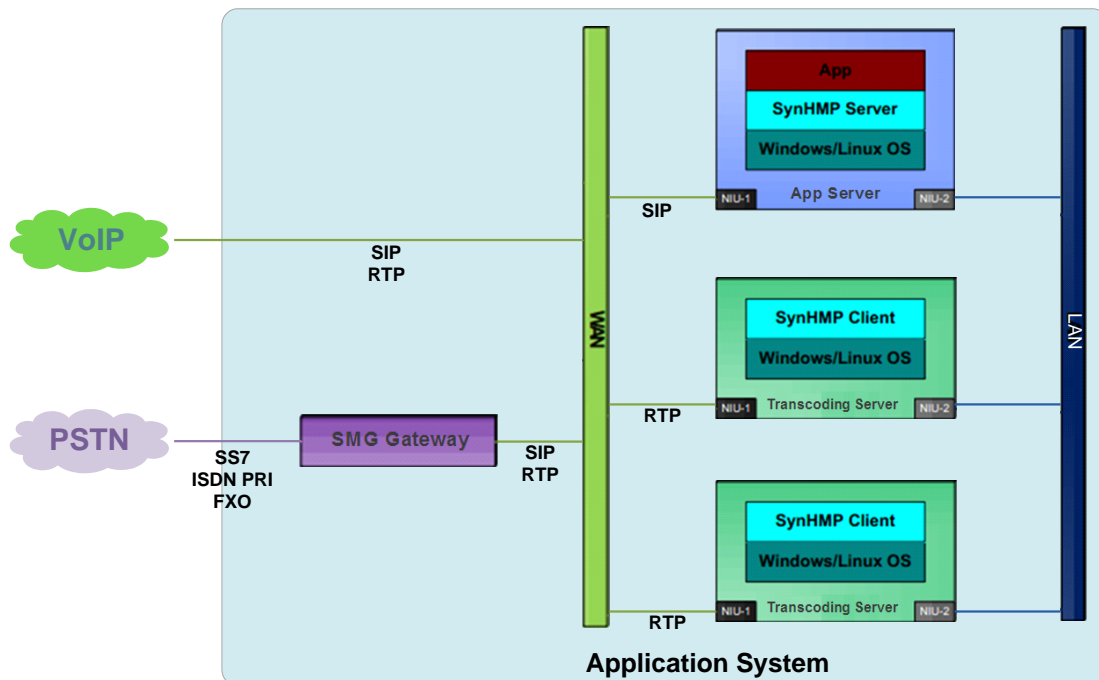 App
SynHMP Server
Windows/Linux OS
NIU-1
App Server
NIU-2
SIP
VoIP
SIP
RTP
WAN
LAN
SynHMP Client
Windows/Linux OS
NIU-1
Transcoding Server
NIU-2
RTP
PSTN
SMG Gateway
SS7
ISDN PRI
FXO
SIP
RTP
SynHMP Client
Windows/Linux OS
NIU-1
Transcoding Server
NIU-2
RTP
Application System